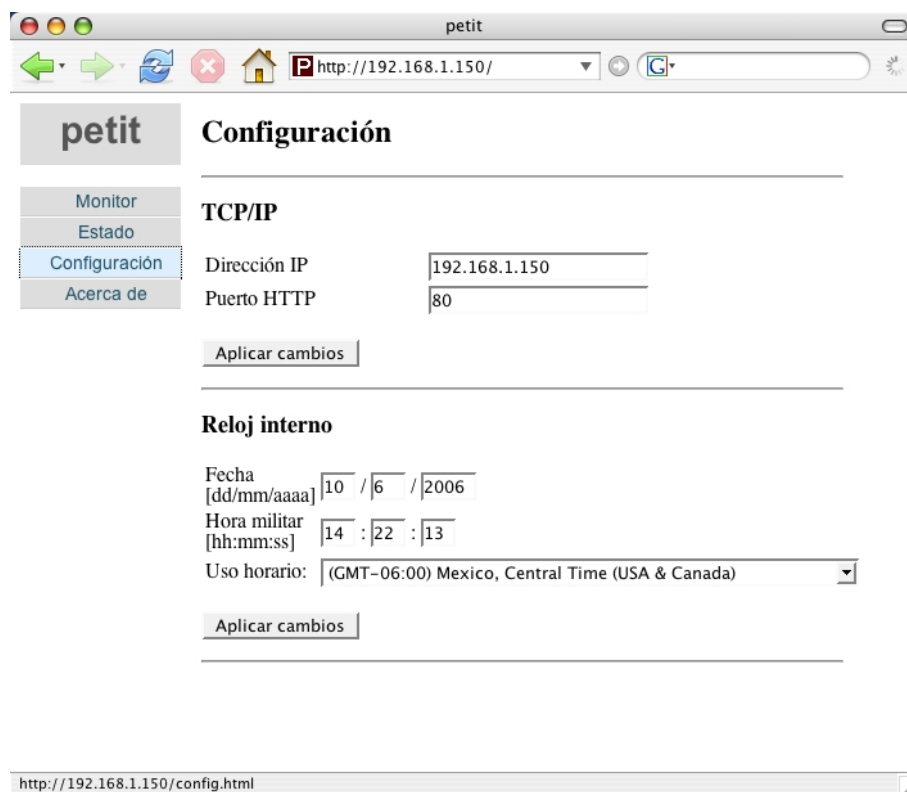 petit
P http://192.168.1.150/ G
petit
Monitor
Estado
Configuración
Acerca de
Configuración
TCP/IP
Dirección IP 192.168.1.150
Puerto HTTP 80
Aplicar cambios
Reloj interno
Fecha
[dd/mm/aaaa] 10 / 6 / 2006
Hora militar
[hh:mm:ss] 14 : 22 : 13
Uso horario: (GMT-06:00) Mexico, Central Time (USA & Canada)
Aplicar cambios
http://192.168.1.150/config.html